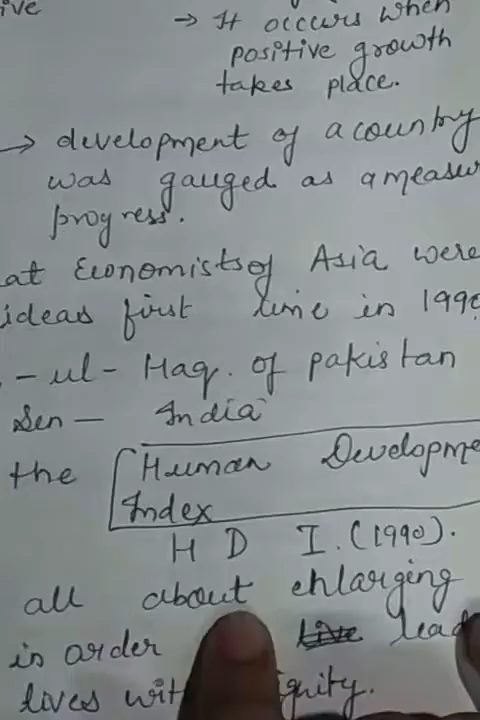 ive
→ It occurs when
positive growth
takes place.
→ development of a country
was gauged as a measur
progress.
at Economists of Asia were
ideas first time in 1990
- ul - Haq. of pakistan
Sen — India
the Human Developme
Index
H D I. (1990).
all about enlarging
in order lead
lives with ignity.